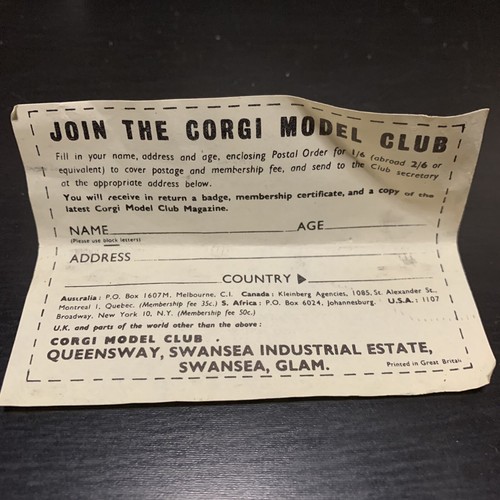 JOIN THE CORGI MODEL CLUB
Fill in your name, address and age, enclosing Postal Order for 1/6 (abroad 2/6 or
equivalent) to cover postage and membership fee, and send to the Club secretary
at the appropriate address below.
You will receive in return a badge, membership certificate, and a copy of the
latest Corgi Model Club Magazine.
NAME AGE
(Please use block letters)
ADDRESS
COUNTRY ▶
Australia: P.O. Box 1607M, Melbourne, C.I. Canada: Kleinberg Agencies, 1085, St. Alexander St.,
Montreal 1, Quebec. (Membership fee 35c.) S. Africa: P.O. Box 6024, Johannesburg. U.S.A.: 1107
Broadway, New York 10, N.Y. (Membership fee 50c.)
U.K. and parts of the world other than the above:
CORGI MODEL CLUB.
QUEENSWAY, SWANSEA INDUSTRIAL ESTATE,
SWANSEA, GLAM.
Printed in Great Britain